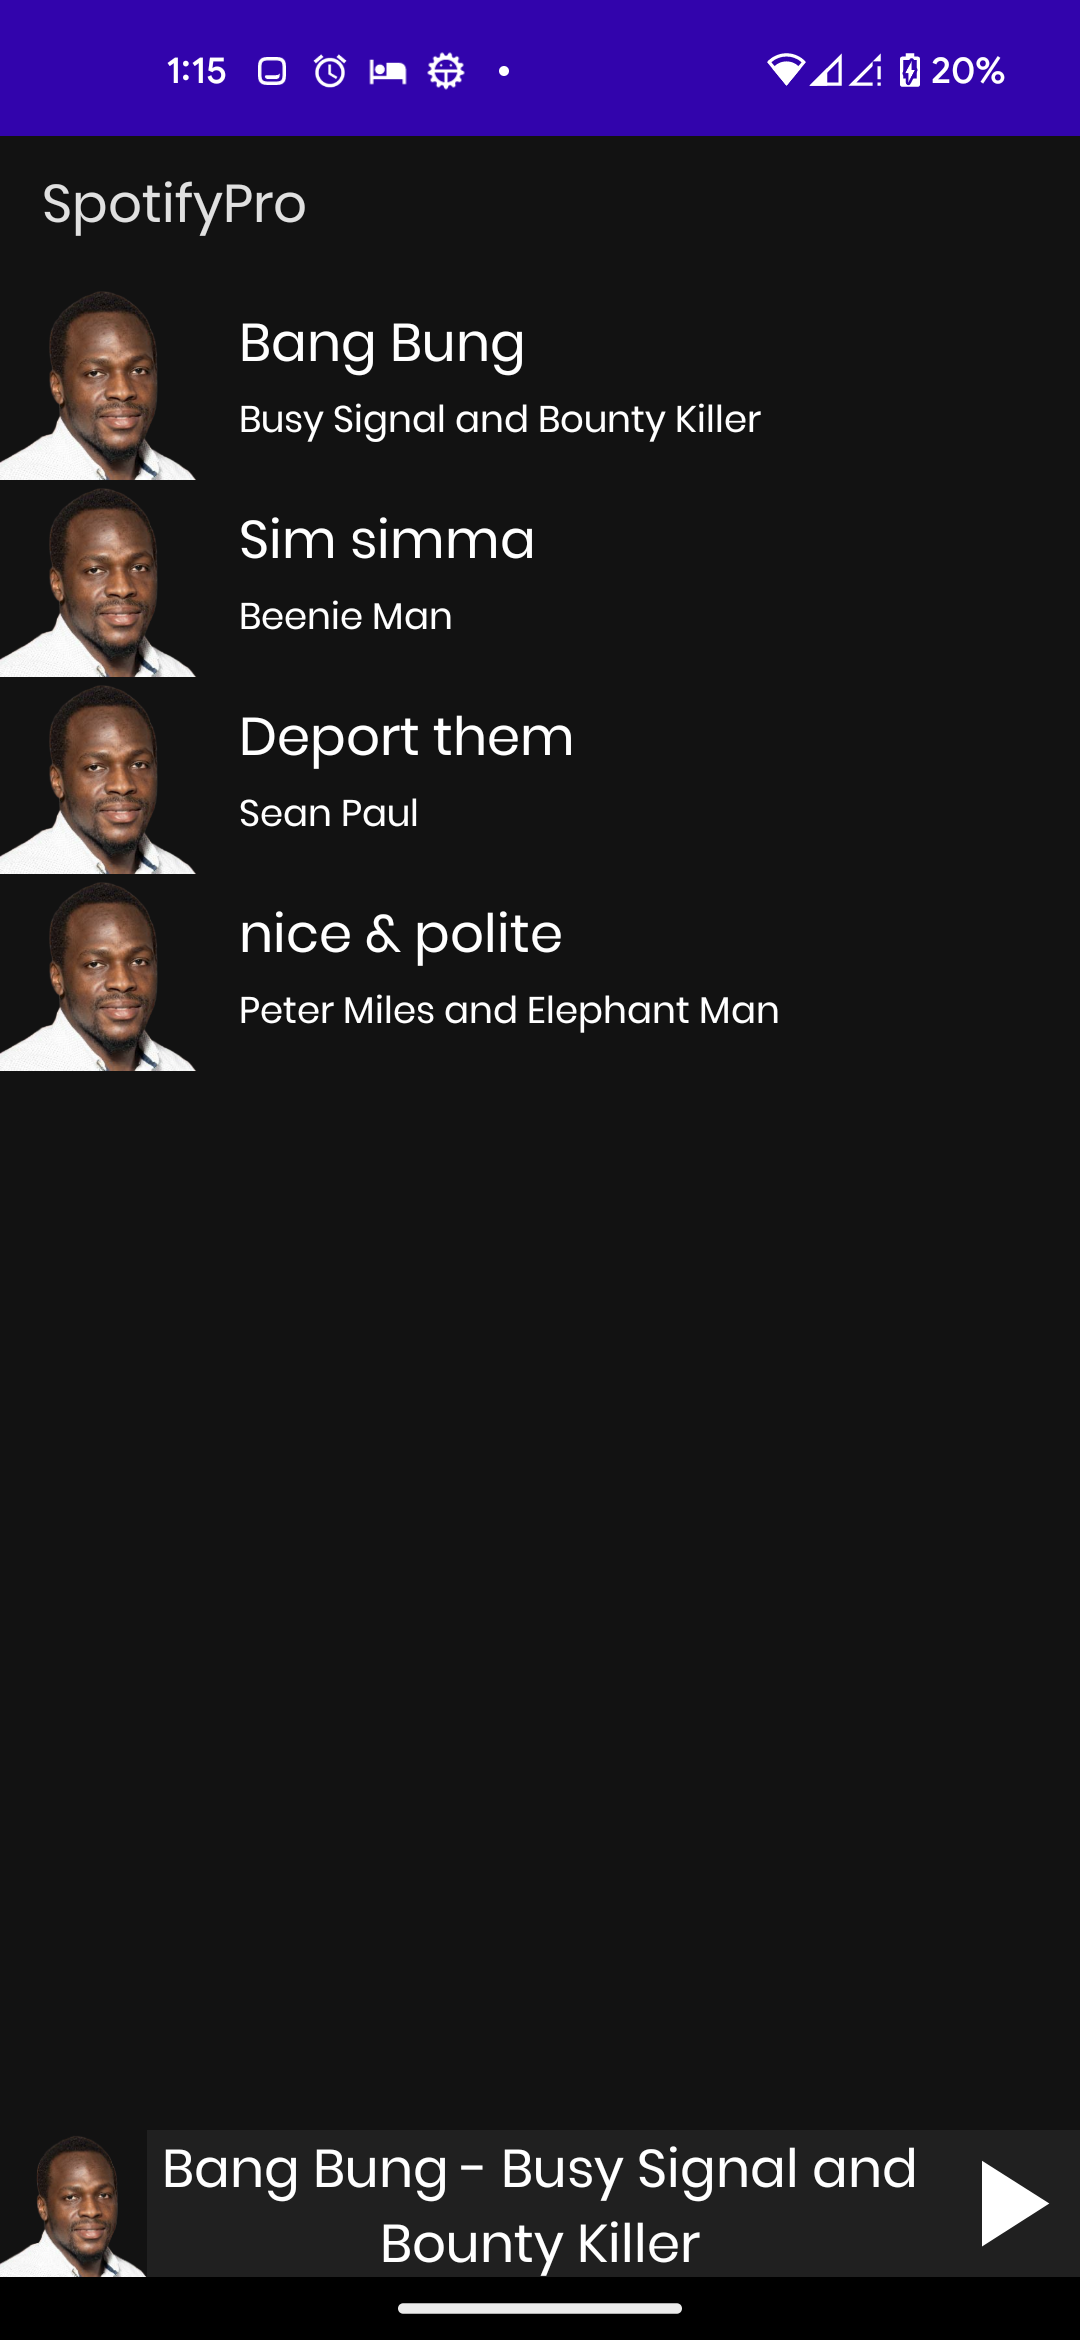 1:15 20%
SpotifyPro
Bang Bung
Busy Signal and Bounty Killer
Sim simma
Beenie Man
Deport them
Sean Paul
nice & polite
Peter Miles and Elephant Man
Bang Bung - Busy Signal and
Bounty Killer